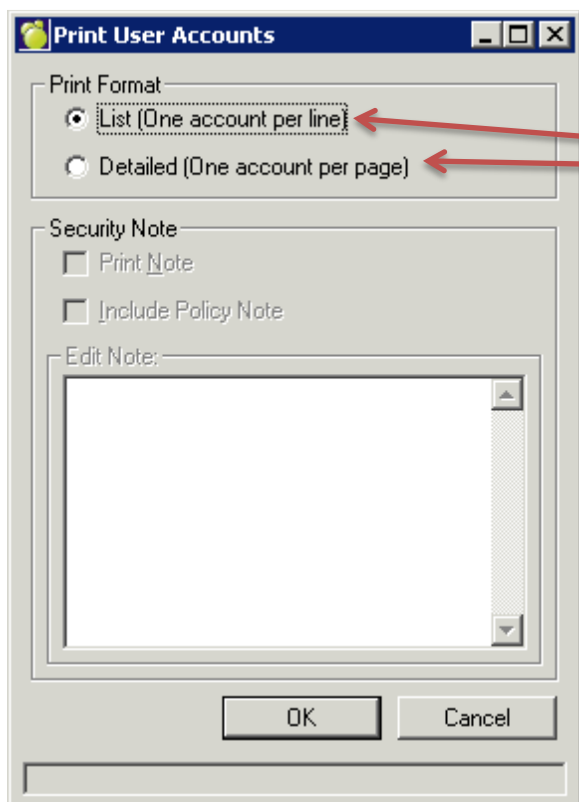 Print User Accounts
Print Format
List (One account per line)
Detailed (One account per page)
Security Note
Print Note
Include Policy Note
Edit Note:
OK Cancel